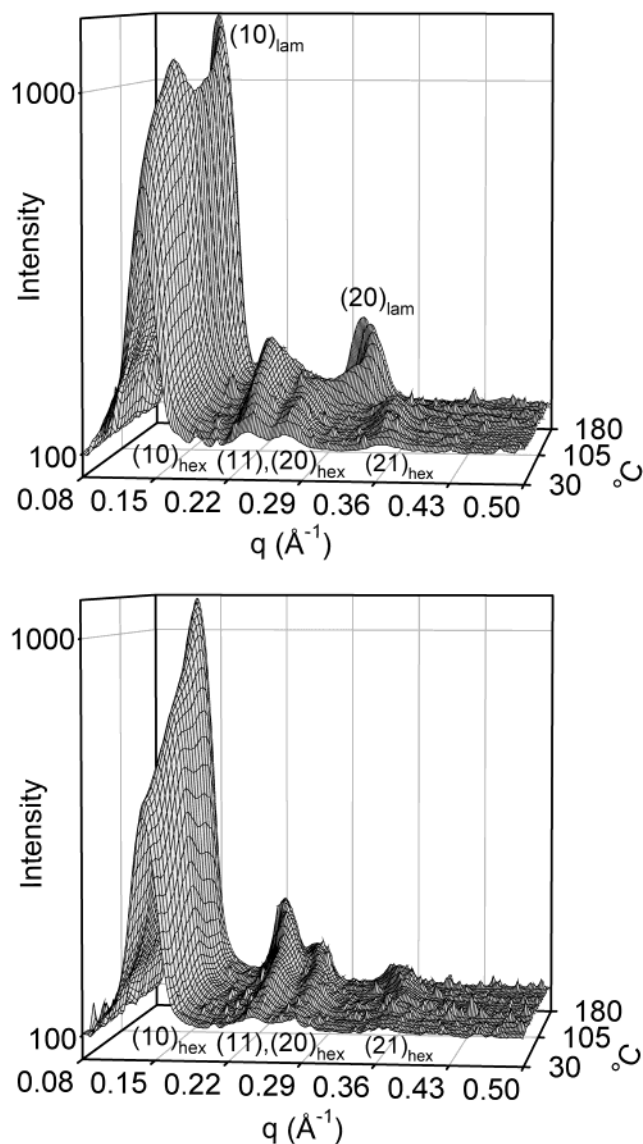 (10)lam
1000
Intensity
(20)lam
100
(10)hex (11),(20)hex (21)hex
180
105
30
°C
0.08 0.15 0.22 0.29 0.36 0.43 0.50
q (Å-1)
1000
Intensity
100
(10)hex (11),(20)hex (21)hex
180
105
30
°C
0.08 0.15 0.22 0.29 0.36 0.43 0.50
q (Å-1)